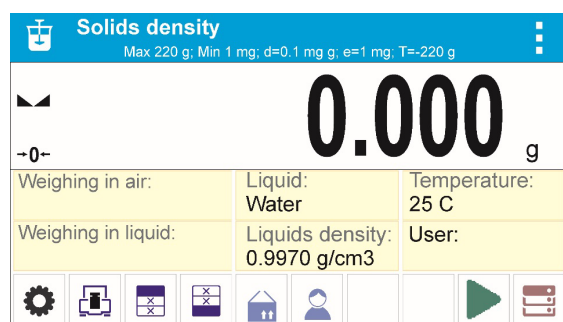 Solids density
Max 220 g; Min 1 mg; d=0.1 mg g; e=1 mg; T=-220 g
0.000 g
→0←
Weighing in air:
Liquid:
Water
Temperature:
25 C
Weighing in liquid:
Liquids density:
0.9970 g/cm3
User: